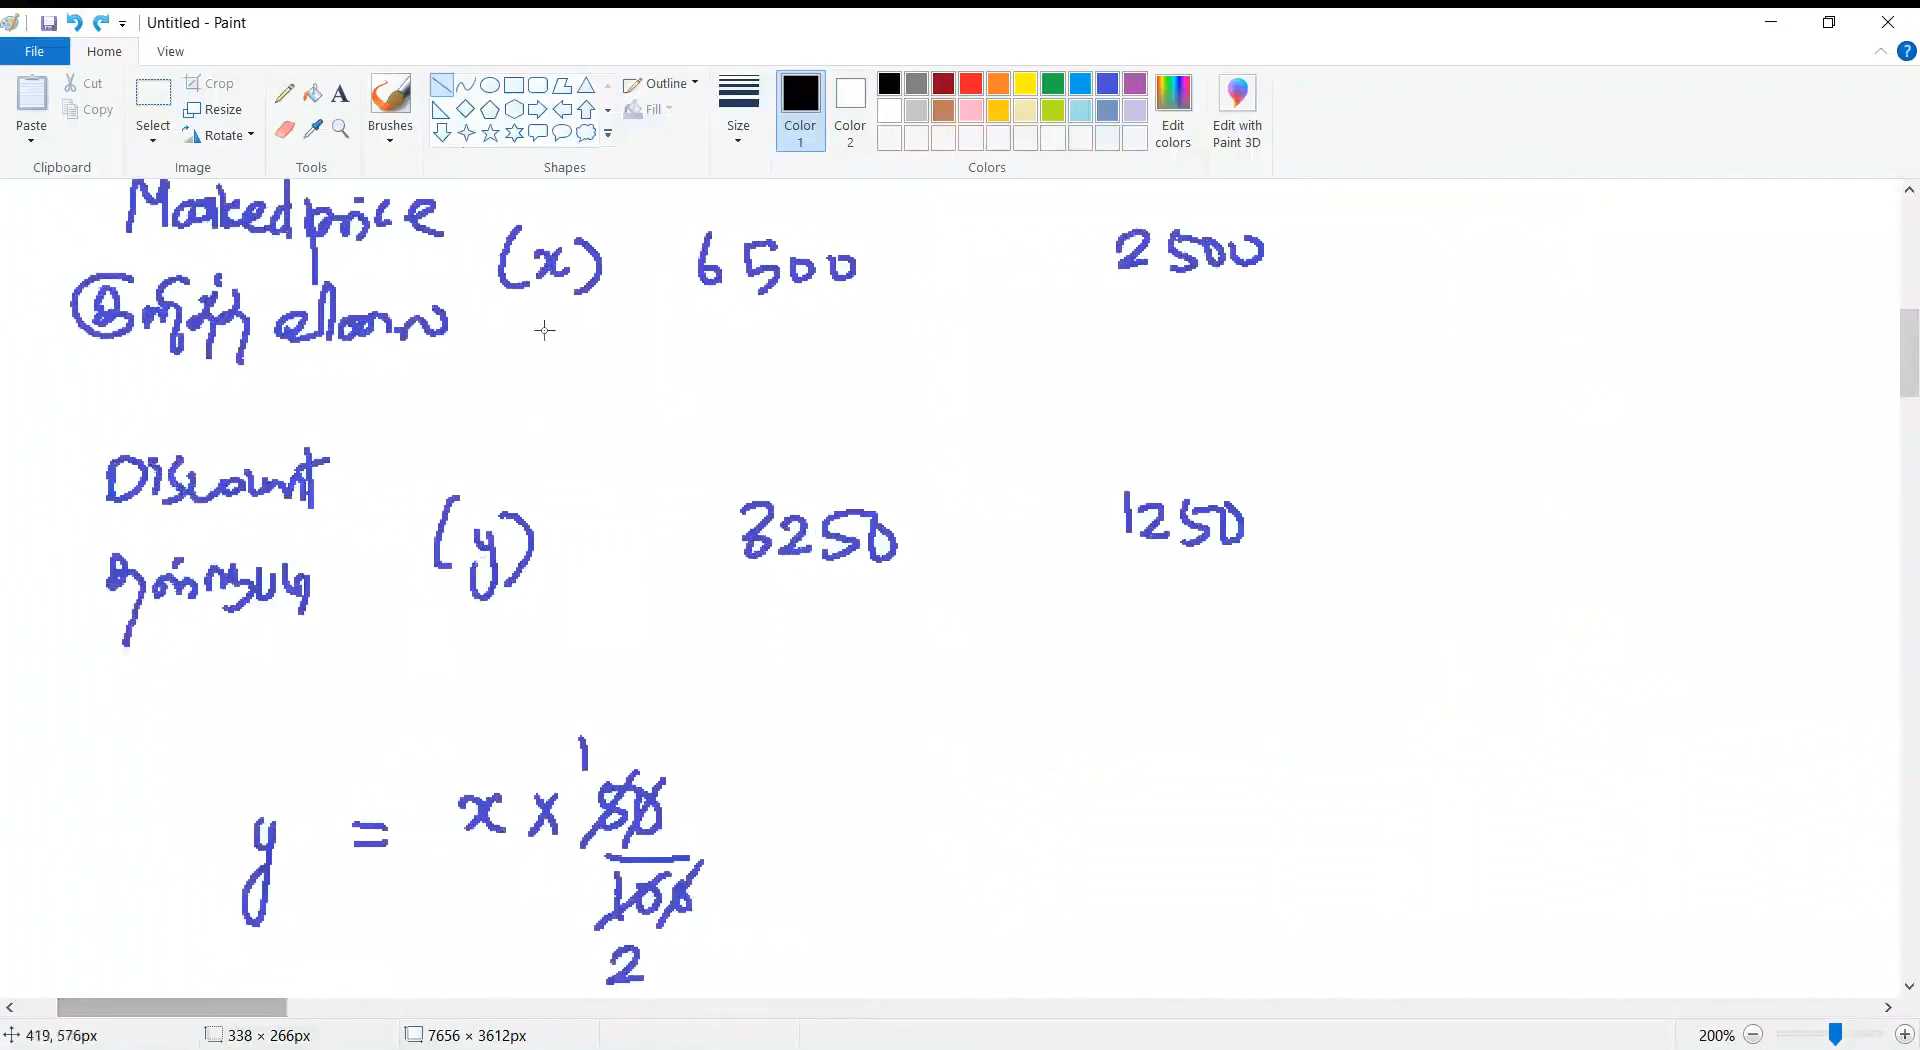 Untitled - Paint
File Home View
Paste
Cut
Copy
Clipboard
Select
Crop
Resize
Rotate
Image
A
Tools
Brushes
Outline
Fill
Shapes
Size
Color 1
Color 2
Edit colors
Colors
Edit with Paint 3D
Marked price
குறித்த விலை
(x) 6500 2500
Discount
தள்ளுபடி
(y) 3250 1250
1
y = x × 50
100
2
419, 576px
338 × 266px
7656 × 3612px
200%